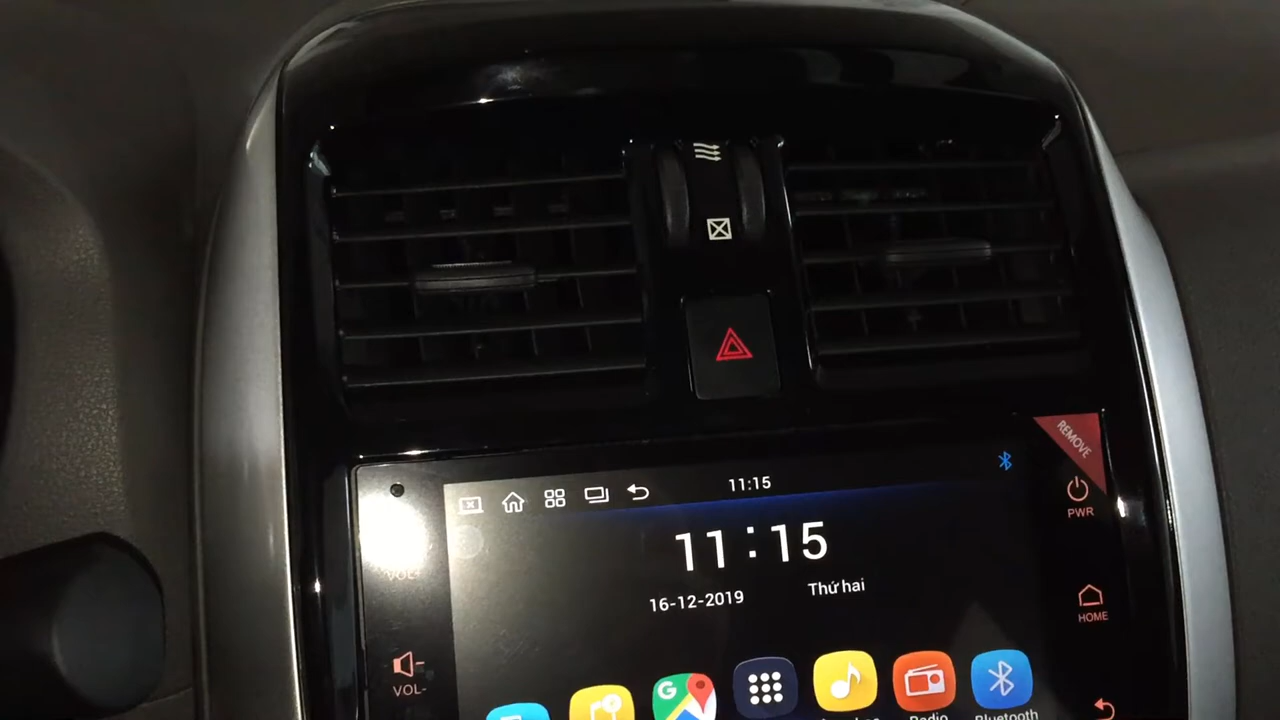 REMOVE
11:15
PWR
11:15
VOL+
16-12-2019
Thứ hai
HOME
VOL-
G
Radio
Bluetooth